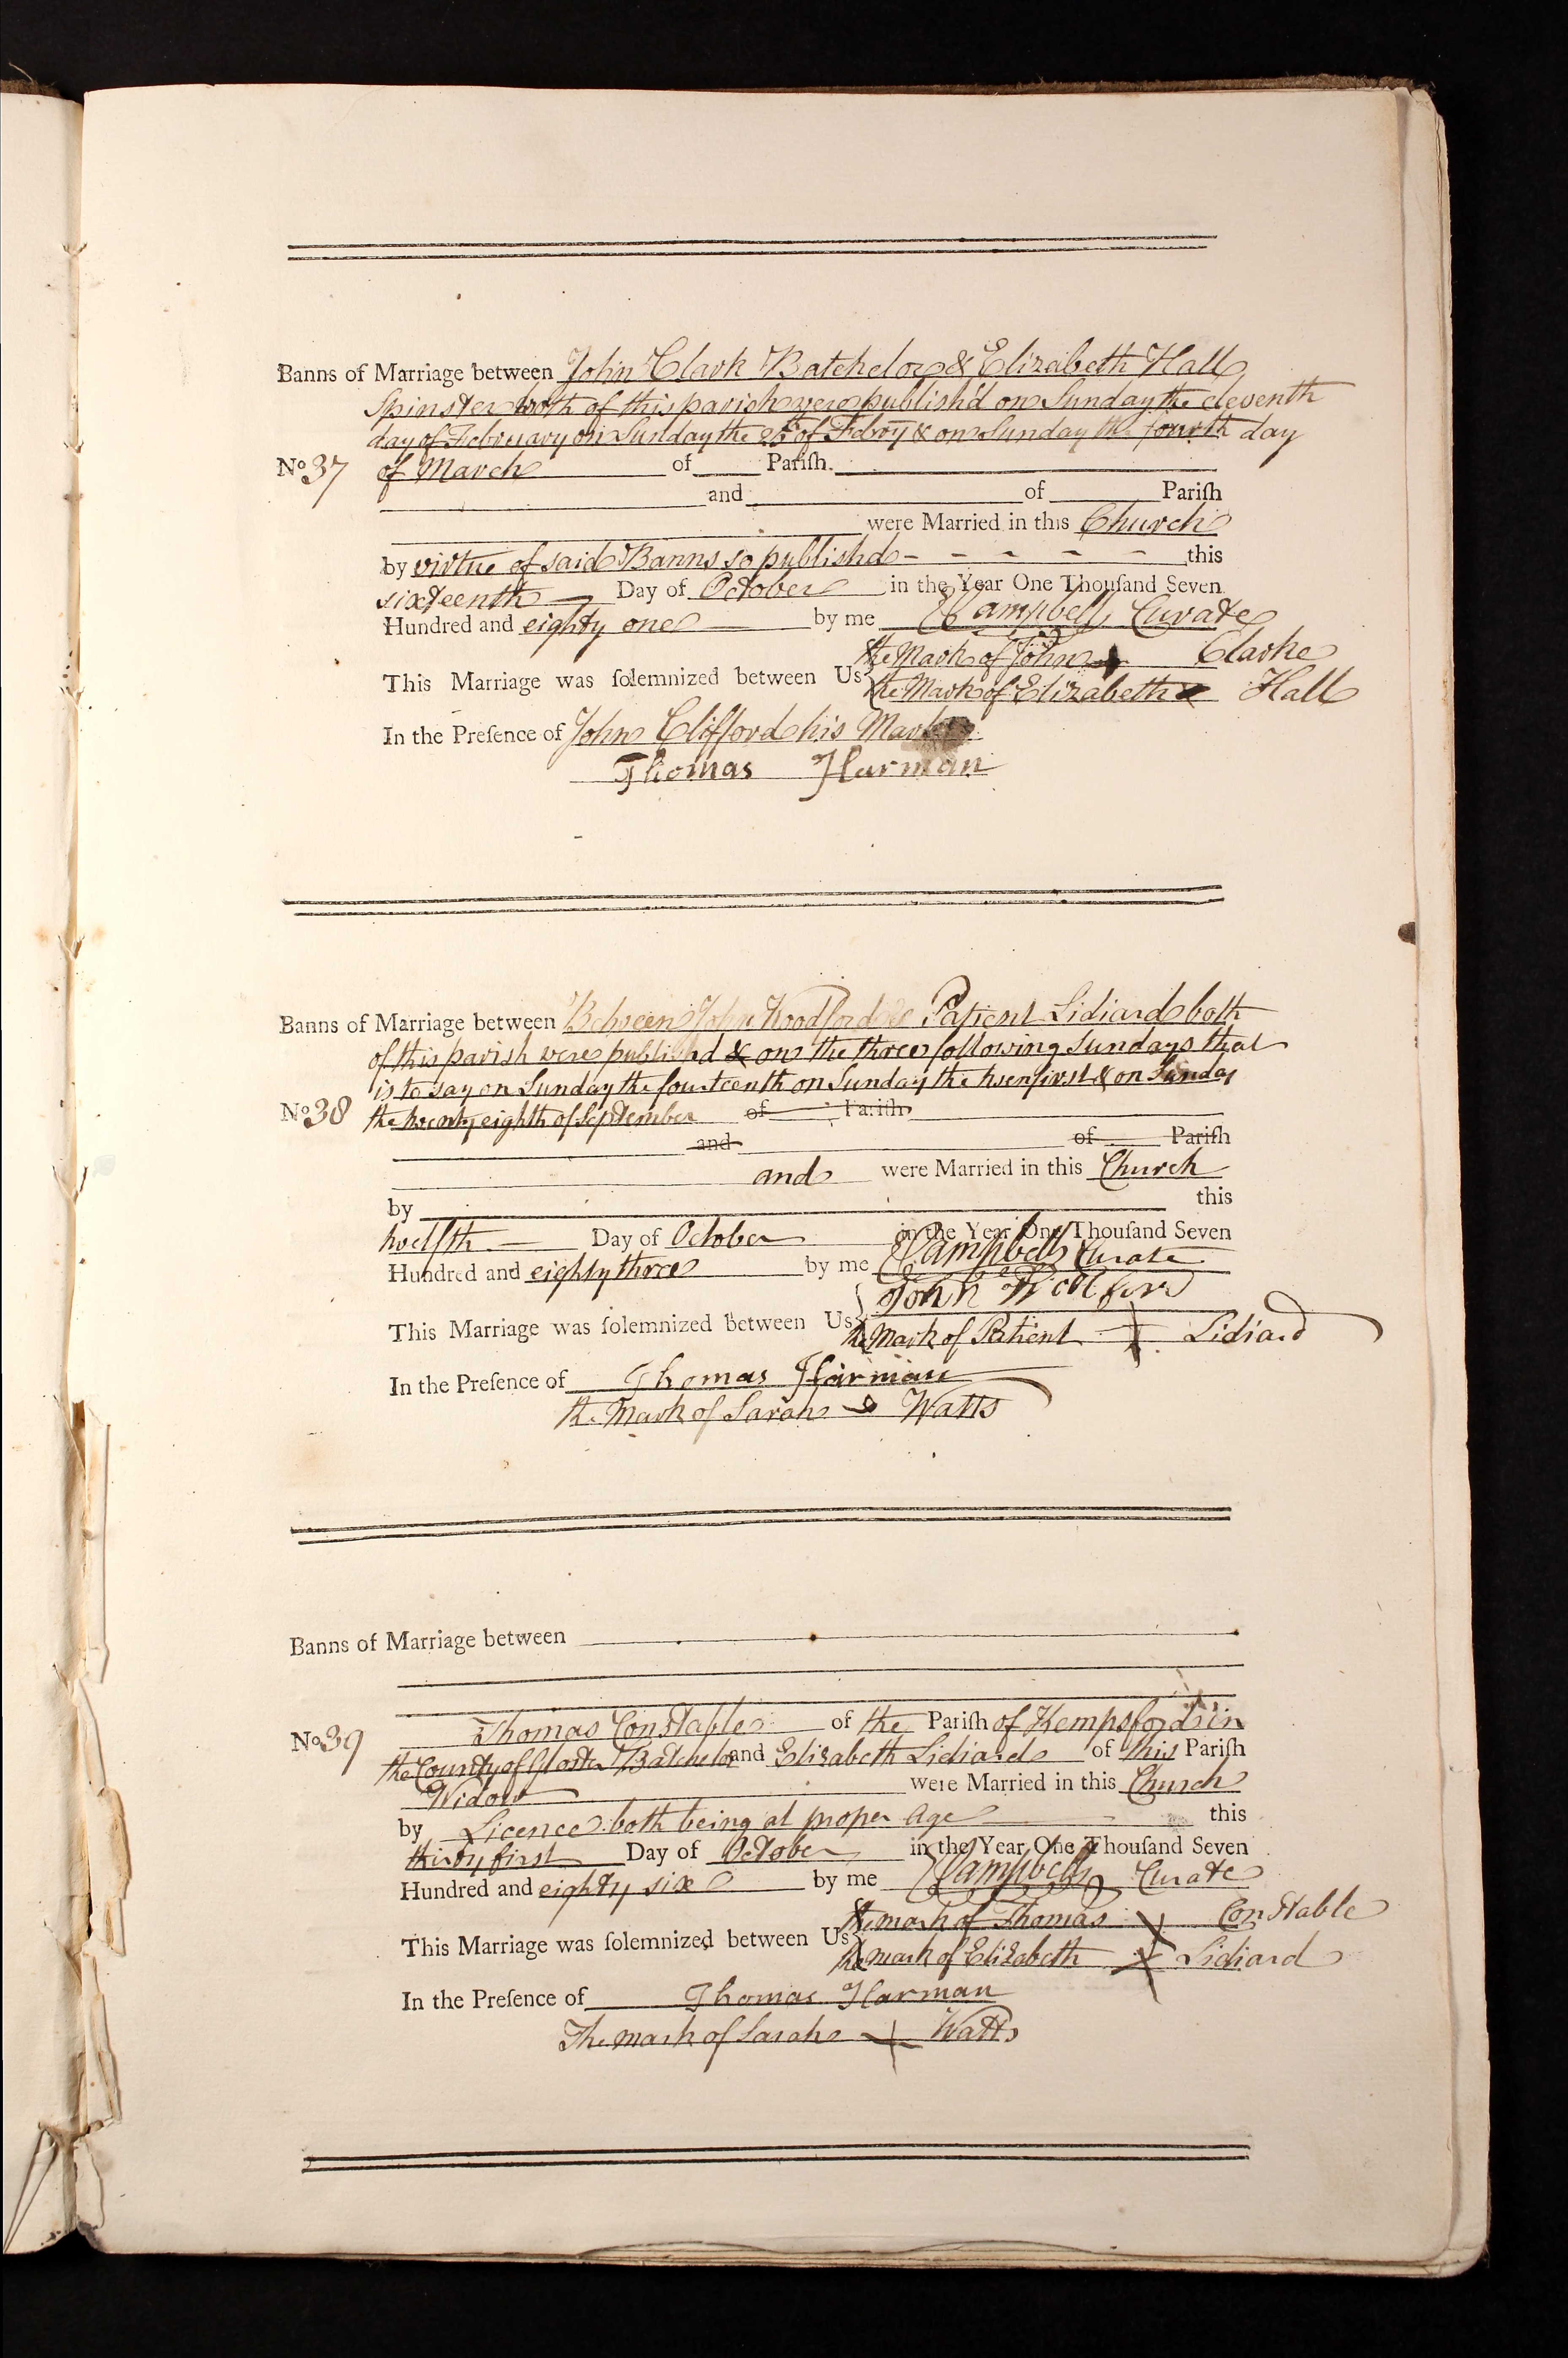 Banns of Marriage between John Clark Batchelor & Elizabeth Hall
Spinster both of this parish were publish'd on Sunday the eleventh
day of February on Sunday the 25th of Febry & on Sunday the fourth day
No 37 of March of Pariſh.
and of Pariſh
were Married in this Church
by virtue of said Banns so publishd - - - - - this
sixteenth Day of October in the Year One Thouſand Seven
Hundred and eighty one by me Campbell Curate
the Mark of John Clarke
This Marriage was ſolemnized between Us
the Mark of Elizabeth x Hall
In the Preſence of John Clifford his Mark
Thomas Harman
Banns of Marriage between Between John Woodford & Patient Lidiard both
of this parish were publishd & on the three following Sundays that
is to say on Sunday the fourteenth on Sunday the twenfirst & on Sunday
No 38 the twenty eighth of September of Pariſh
and of Pariſh
and were Married in this Church
by this
twelfth Day of October in the Year One Thouſand Seven
Hundred and eighty three by me Campbell Curate
John
This Marriage was ſolemnized between Us
the Mark of Patient Lidiard
In the Preſence of Thomas Harman
the Mark of Sarah Watts
Banns of Marriage between
No 39 Thomas Constable of the Pariſh of Kempsford in
the County of Gloster Batchelor and Elizabeth Lidiard of this Pariſh
Widow were Married in this Church
by Licence both being at proper Age this
thirty first Day of October in the Year One Thouſand Seven
Hundred and eighty six by me Campbell Curate
the mark of Thomas X Constable
This Marriage was ſolemnized between Us
the mark of Elizabeth X Lidiard
In the Preſence of Thomas Harman
The mark of Sarah + Watts